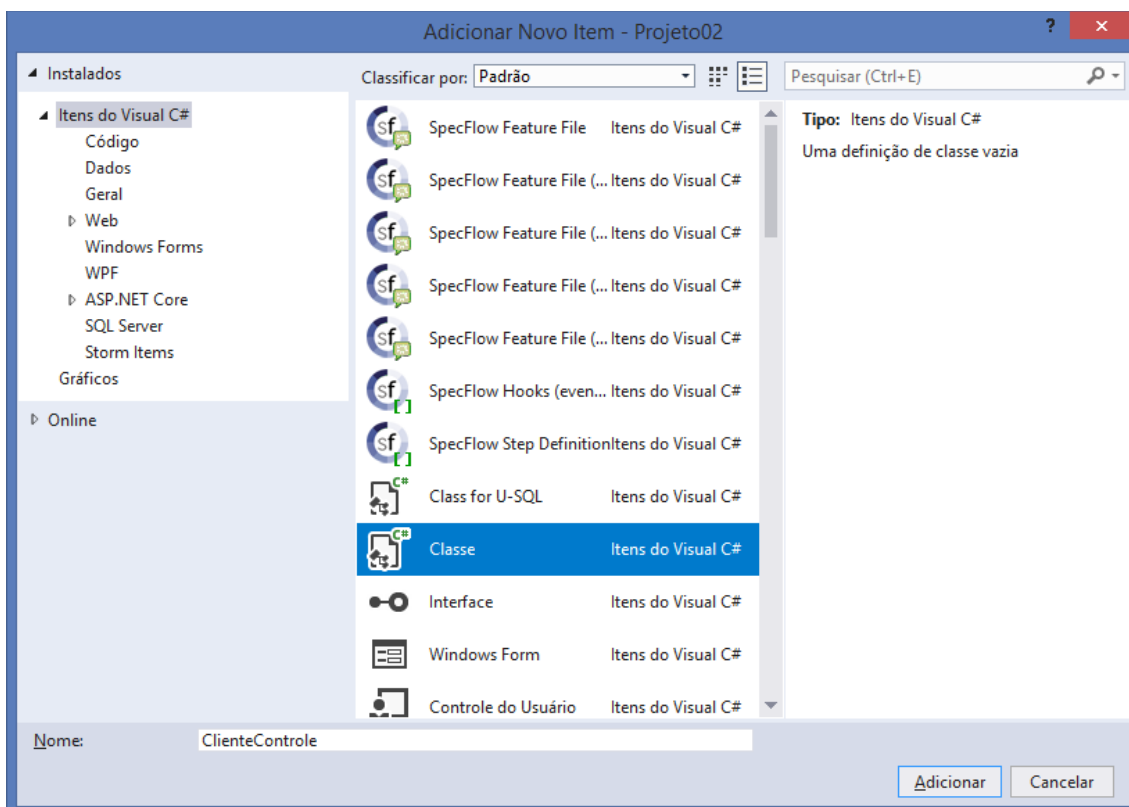 Adicionar Novo Item - Projeto02
?
Instalados
Classificar por: Padrão
Pesquisar (Ctrl+E)
Itens do Visual C#
Código
Dados
Geral
Web
Windows Forms
WPF
ASP.NET Core
SQL Server
Storm Items
Gráficos
Online
SpecFlow Feature File Itens do Visual C#
SpecFlow Feature File (... Itens do Visual C#
SpecFlow Feature File (... Itens do Visual C#
SpecFlow Feature File (... Itens do Visual C#
SpecFlow Feature File (... Itens do Visual C#
SpecFlow Hooks (even... Itens do Visual C#
SpecFlow Step Definition Itens do Visual C#
Class for U-SQL Itens do Visual C#
Classe Itens do Visual C#
Interface Itens do Visual C#
Windows Form Itens do Visual C#
Controle do Usuário Itens do Visual C#
Tipo: Itens do Visual C#
Uma definição de classe vazia
Nome: ClienteControle
Adicionar Cancelar